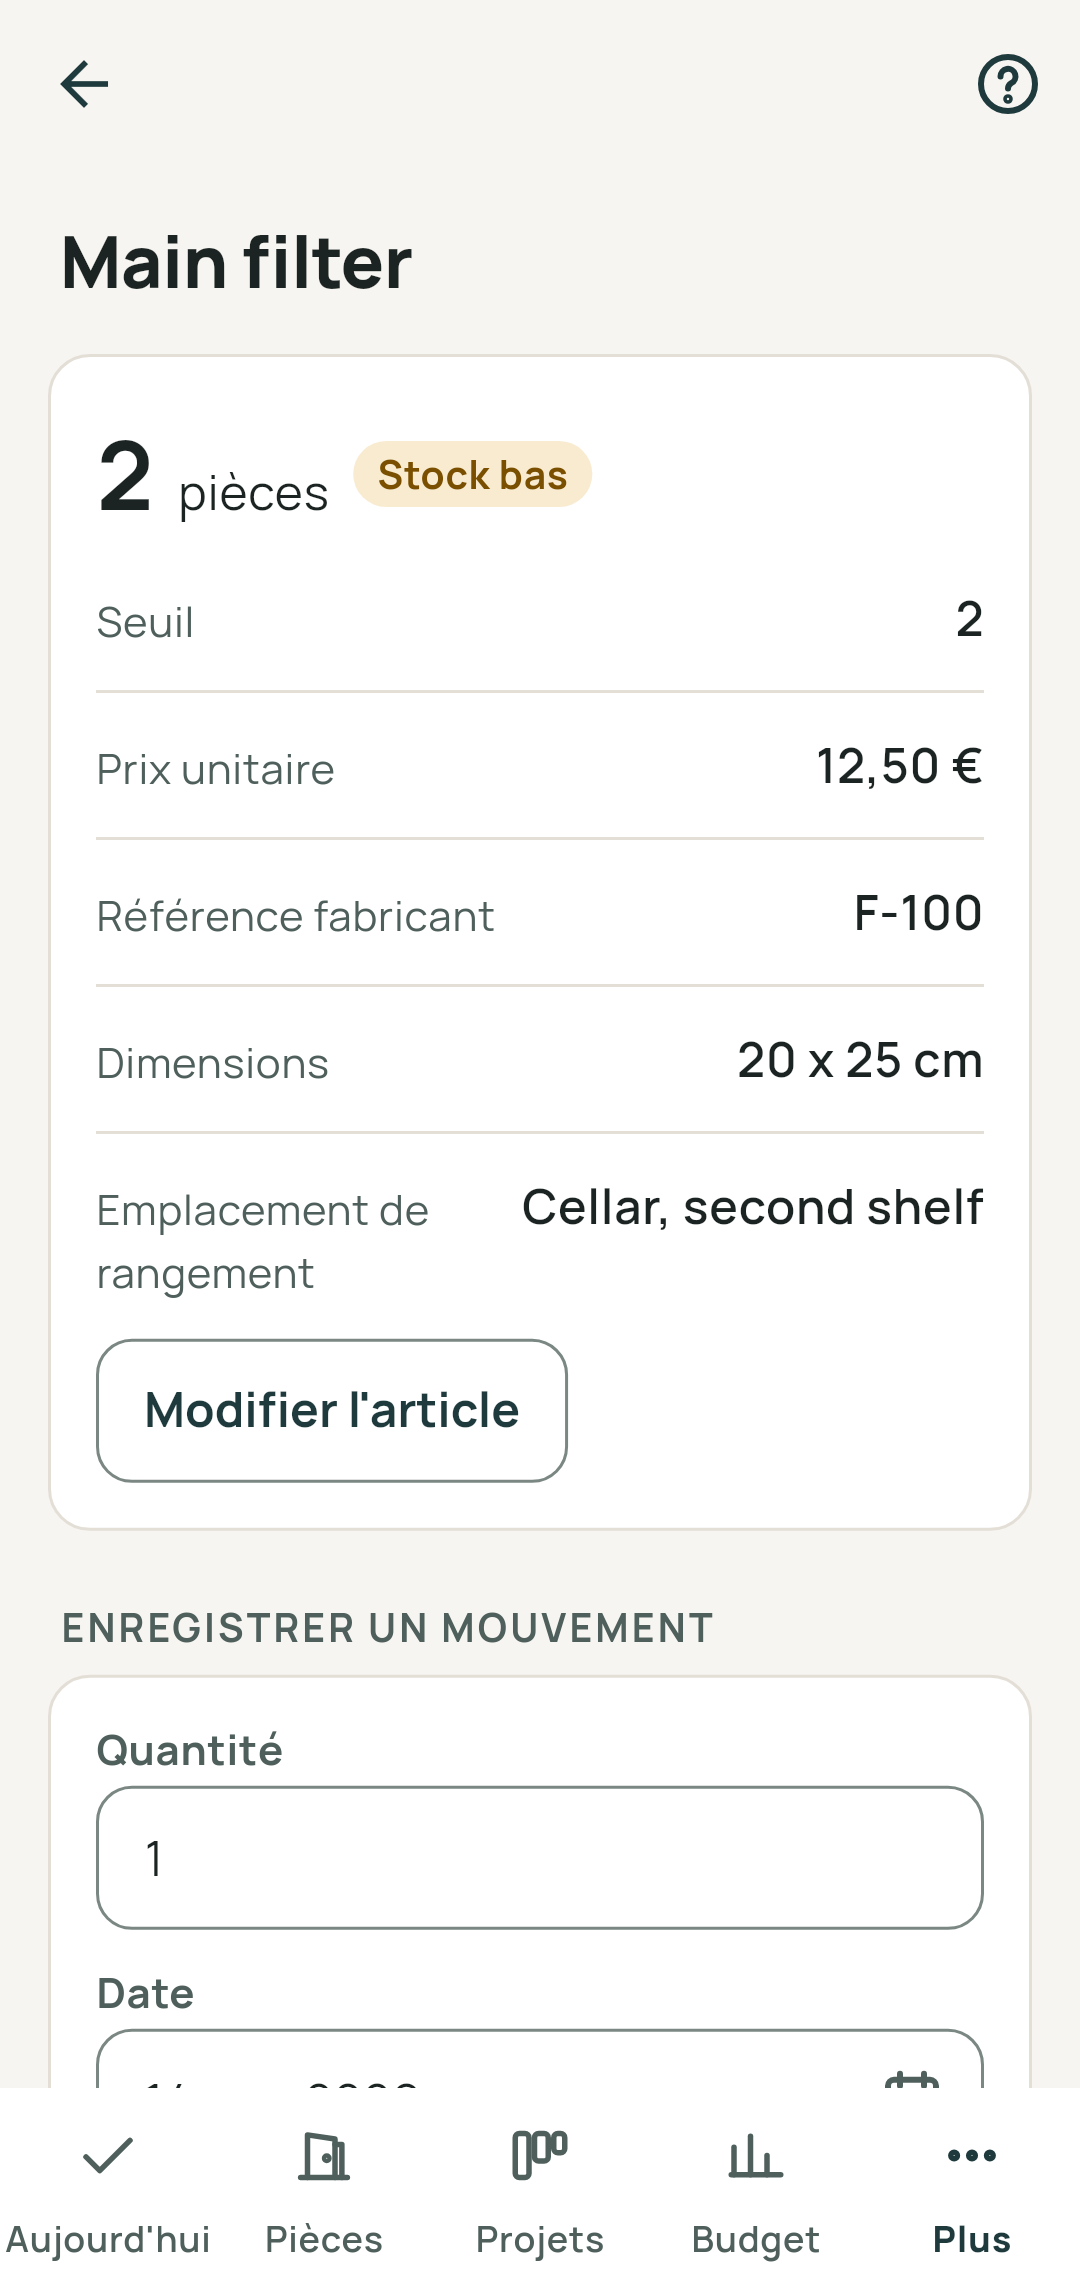 Main filter
2 pièces Stock bas
Seuil 2
Prix unitaire 12,50 €
Référence fabricant F-100
Dimensions 20 x 25 cm
Emplacement de Cellar, second shelf
rangement
Modifier l'article
ENREGISTRER UN MOUVEMENT
Quantité
1
Date
Aujourd'hui Pièces Projets Budget Plus